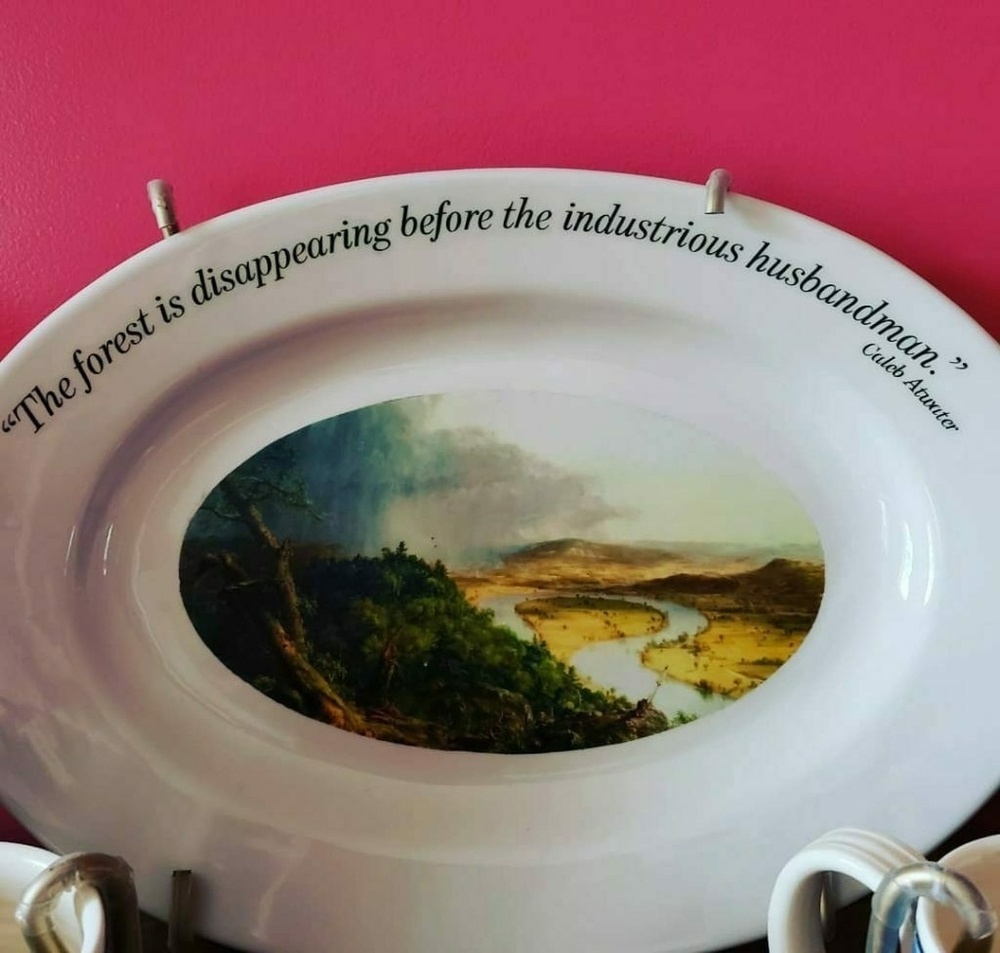 “The forest is disappearing before the industrious husbandman.”
Caleb Atwater